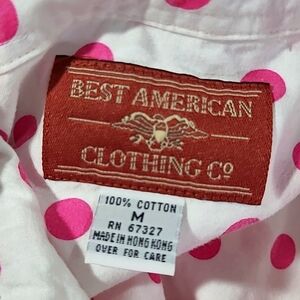 BEST AMERICAN
CLOTHING Cº
100% COTTON
M
RN 67327
MADE IN HONG KONG
OVER FOR CARE